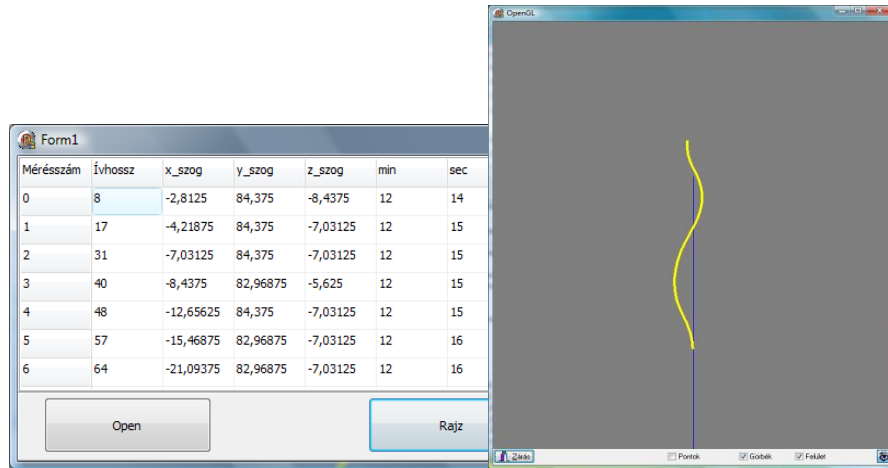 OpenGL
Form1
Mérésszám Ívhossz x_szog y_szog z_szog min sec
0 8 -2,8125 84,375 -8,4375 12 14
1 17 -4,21875 84,375 -7,03125 12 15
2 31 -7,03125 84,375 -7,03125 12 15
3 40 -8,4375 82,96875 -5,625 12 15
4 48 -12,65625 84,375 -7,03125 12 15
5 57 -15,46875 82,96875 -7,03125 12 16
6 64 -21,09375 82,96875 -7,03125 12 16
Open Rajz
Zárás Pontok Görbék Felület